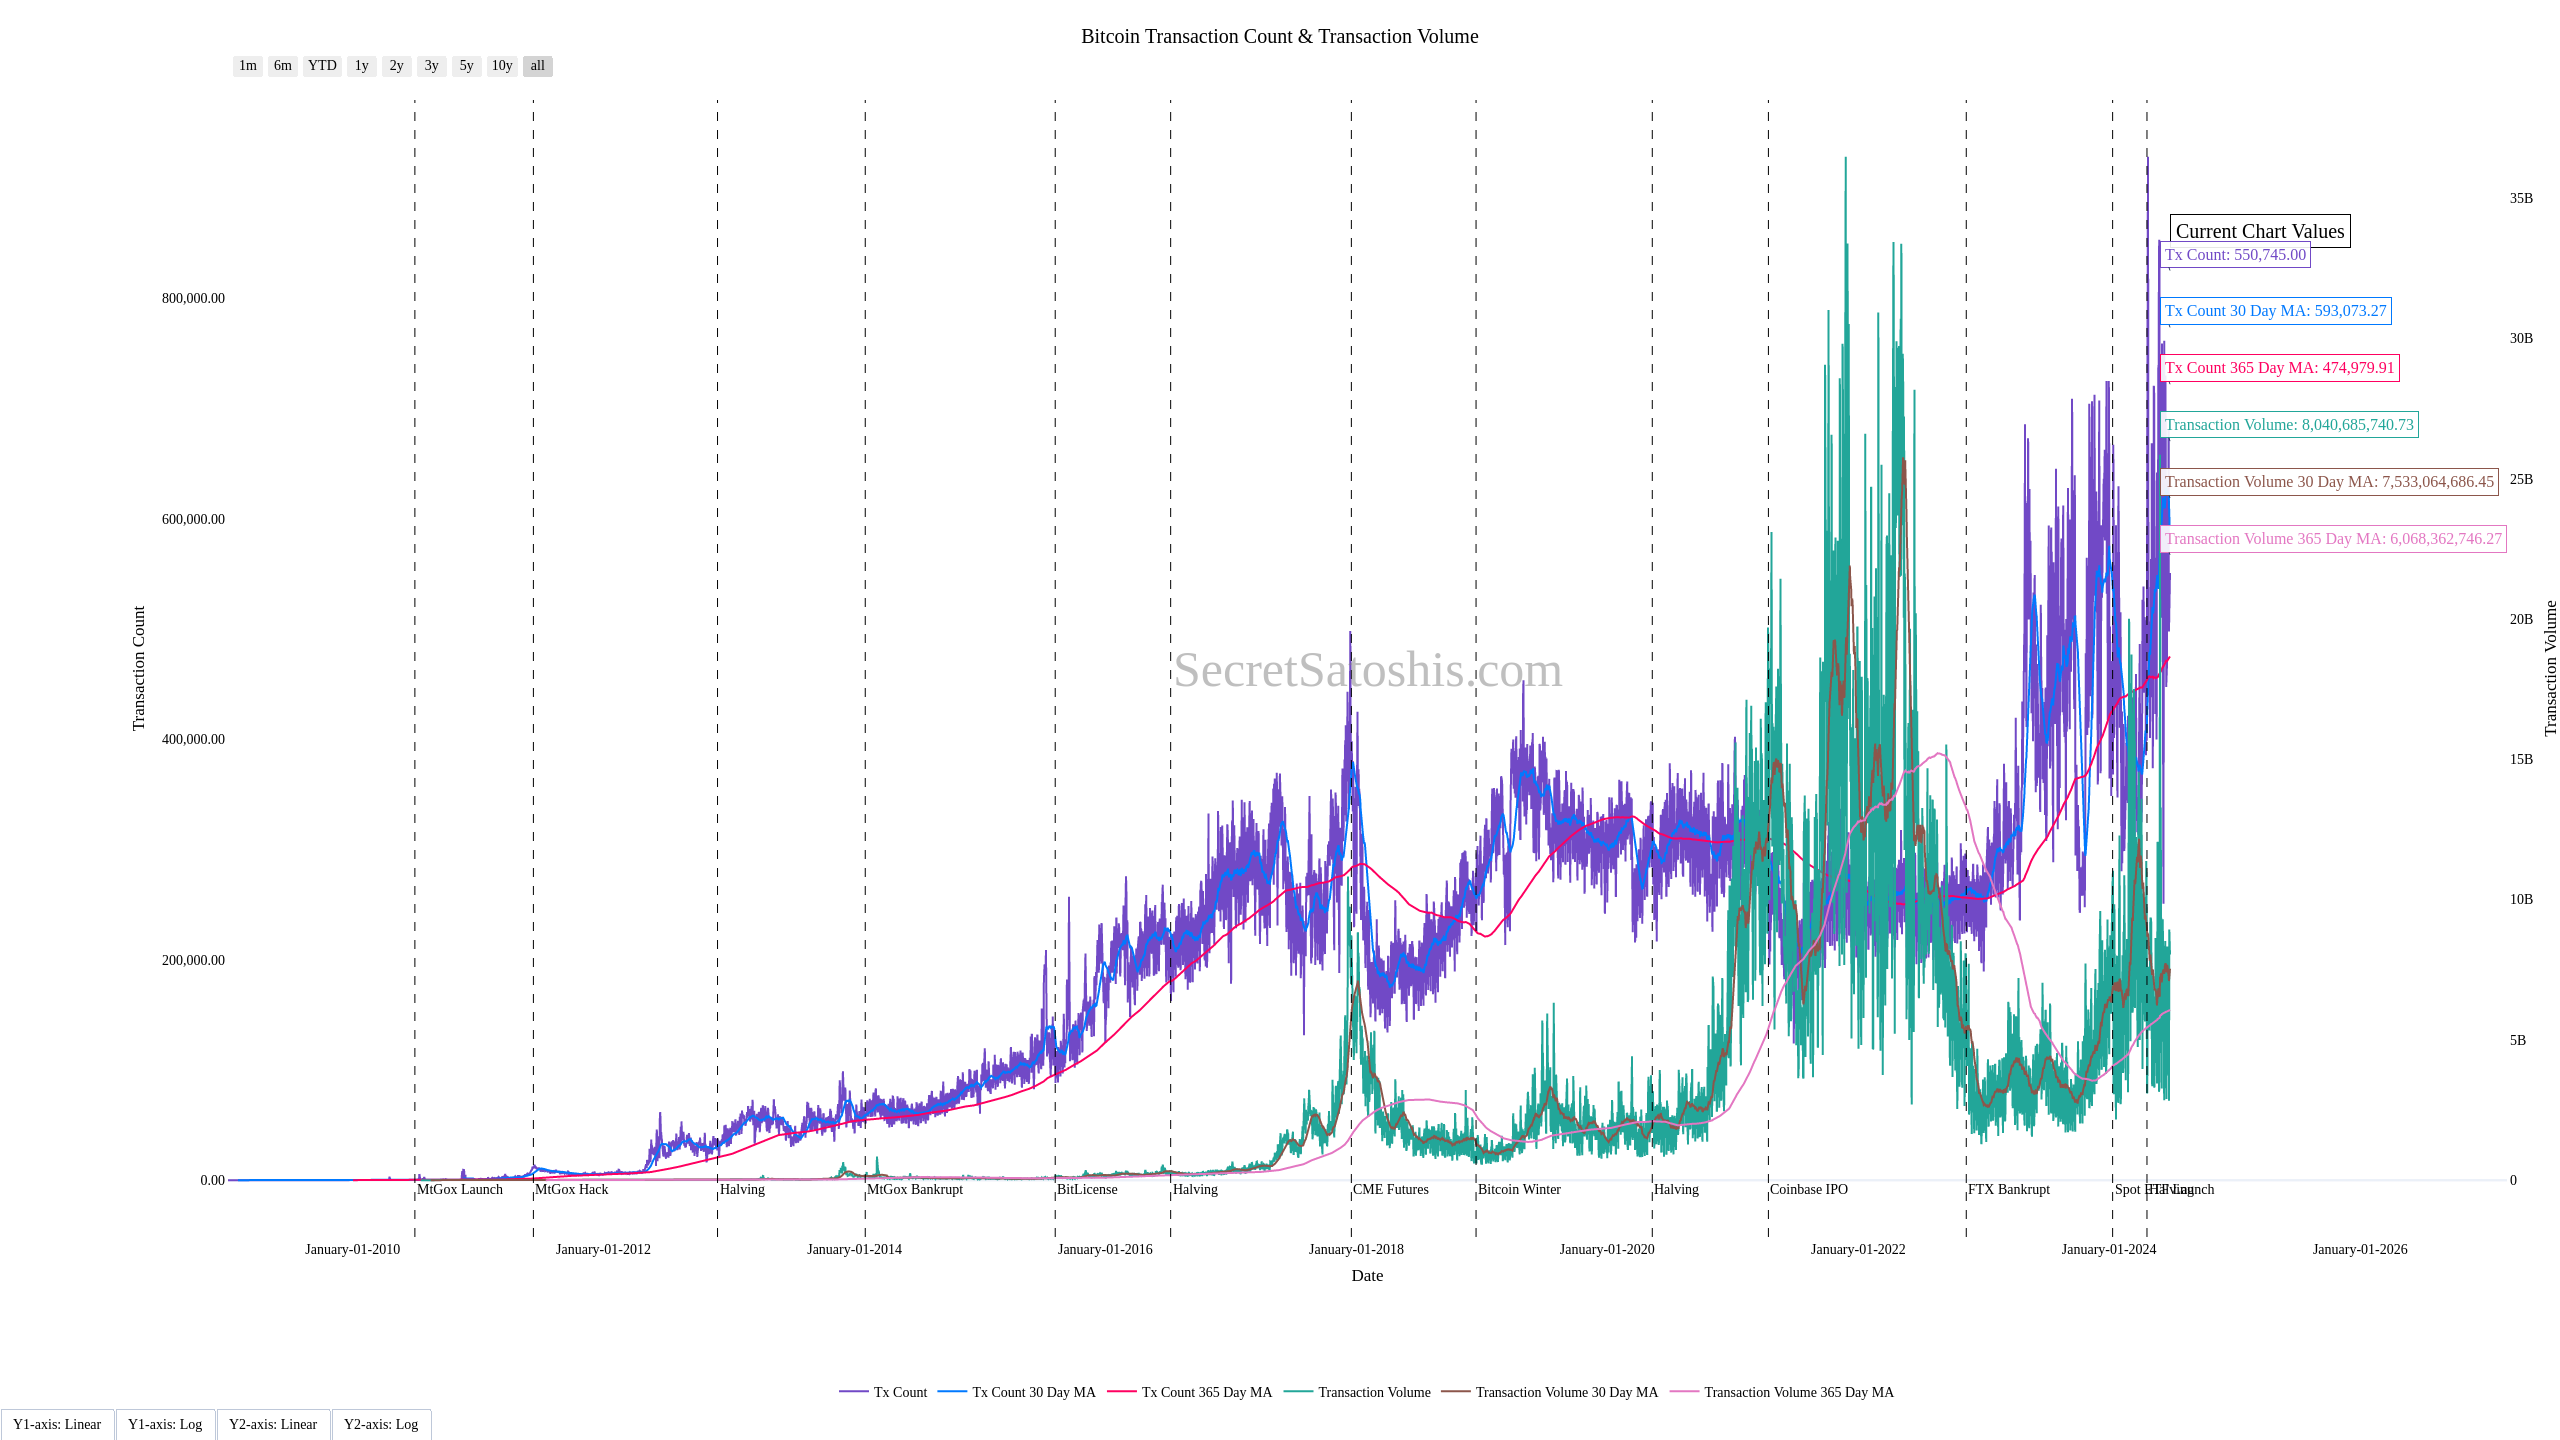 Bitcoin Transaction Count & Transaction Volume
1m 6m YTD 1y 2y 3y 5y 10y all
35B
Current Chart Values
Tx Count: 550,745.00
800,000.00
Tx Count 30 Day MA: 593,073.27
30B
Tx Count 365 Day MA: 474,979.91
Transaction Volume: 8,040,685,740.73
Transaction Volume 30 Day MA: 7,533,064,686.45
25B
600,000.00
Transaction Volume 365 Day MA: 6,068,362,746.27
20B
Transaction Count
SecretSatoshis.com
Transaction Volume
400,000.00
15B
200,000.00
10B
5B
0.00
0
MtGox Launch
MtGox Hack
Halving
MtGox Bankrupt
BitLicense
Halving
CME Futures
Bitcoin Winter
Halving
Coinbase IPO
FTX Bankrupt
Spot ETF Launch
Halving
January-01-2010
January-01-2012
January-01-2014
January-01-2016
January-01-2018
January-01-2020
January-01-2022
January-01-2024
January-01-2026
Date
Tx Count
Tx Count 30 Day MA
Tx Count 365 Day MA
Transaction Volume
Transaction Volume 30 Day MA
Transaction Volume 365 Day MA
Y1-axis: Linear
Y1-axis: Log
Y2-axis: Linear
Y2-axis: Log